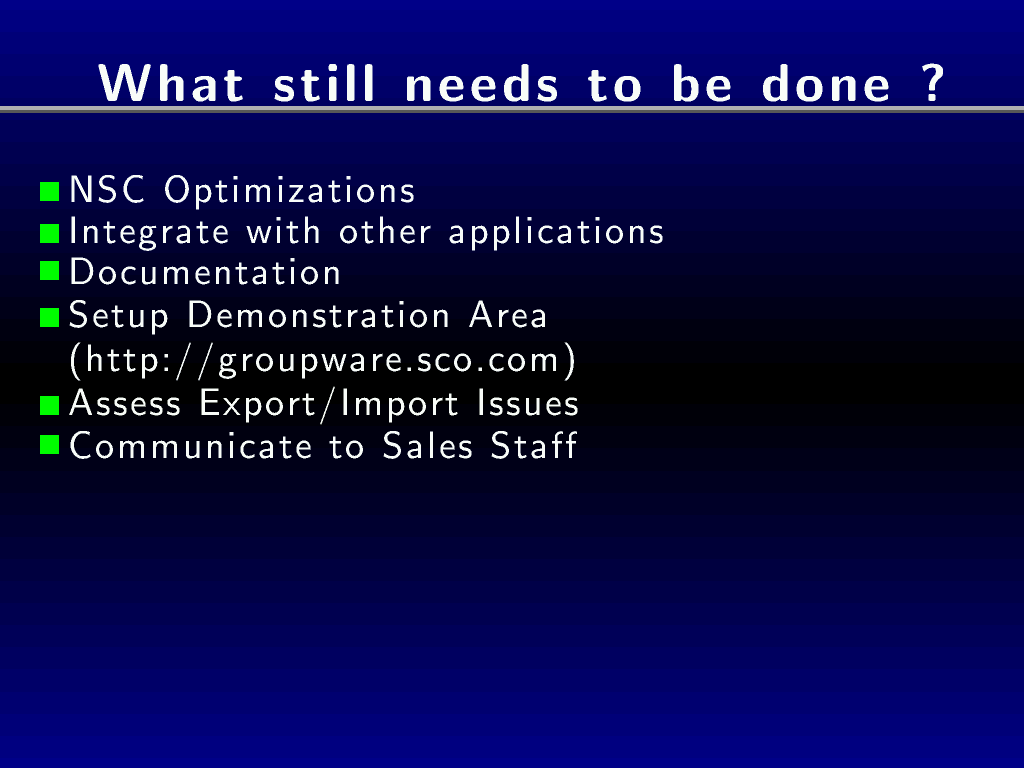 What still needs to be done ?
NSC Optimizations
Integrate with other applications
Documentation
Setup Demonstration Area
(http://groupware.sco.com)
Assess Export/Import Issues
Communicate to Sales Staff